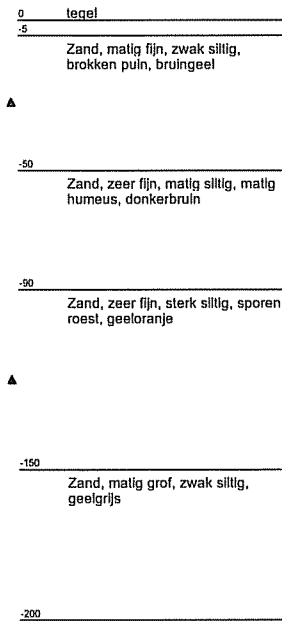 0 tegel
-5
Zand, matig fijn, zwak siltig,
brokken puin, bruingeel
-50
Zand, zeer fijn, matig siltig, matig
humeus, donkerbruin
-90
Zand, zeer fijn, sterk siltig, sporen
roest, geeloranje
-150
Zand, matig grof, zwak siltig,
geelgrijs
-200